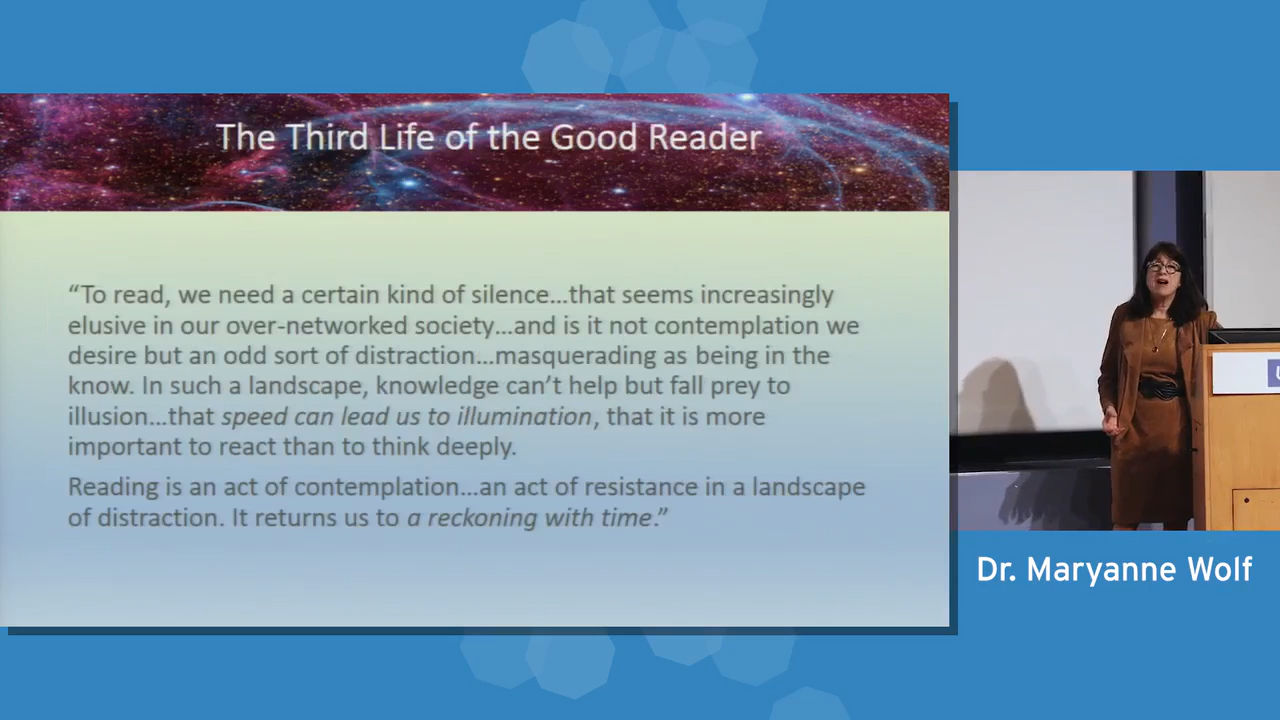 The Third Life of the Good Reader
“To read, we need a certain kind of silence…that seems increasingly
elusive in our over-networked society…and is it not contemplation we
desire but an odd sort of distraction…masquerading as being in the
know. In such a landscape, knowledge can’t help but fall prey to
illusion…that speed can lead us to illumination, that it is more
important to react than to think deeply.
Reading is an act of contemplation…an act of resistance in a landscape
of distraction. It returns us to a reckoning with time.”
Dr. Maryanne Wolf